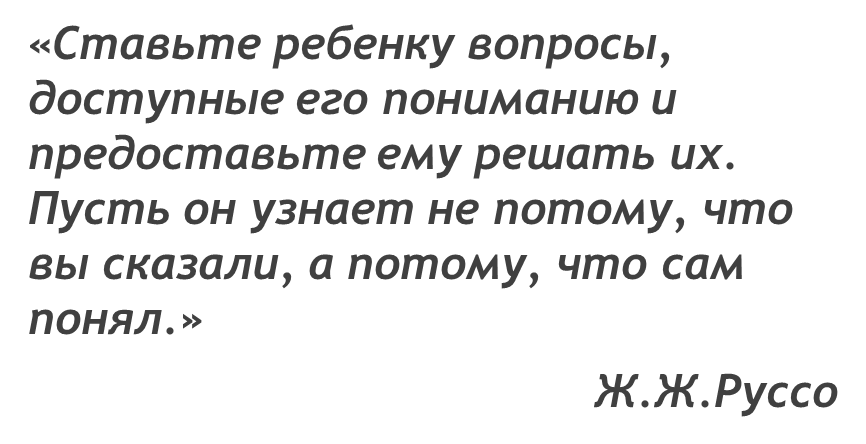 «Ставьте ребенку вопросы,
доступные его пониманию и
предоставьте ему решать их.
Пусть он узнает не потому, что
вы сказали, а потому, что сам
понял.»
Ж.Ж.Руссо